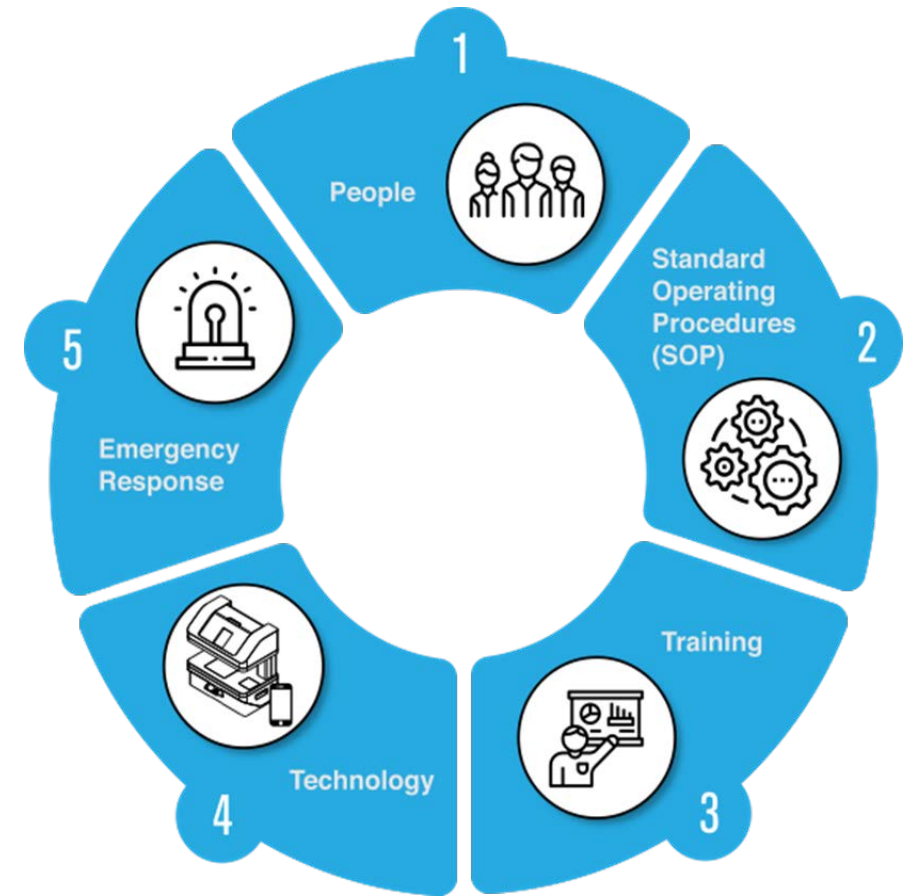 1
People
Standard
Operating
Procedures
(SOP)
2
Training
3
Technology
4
5
Emergency
Response